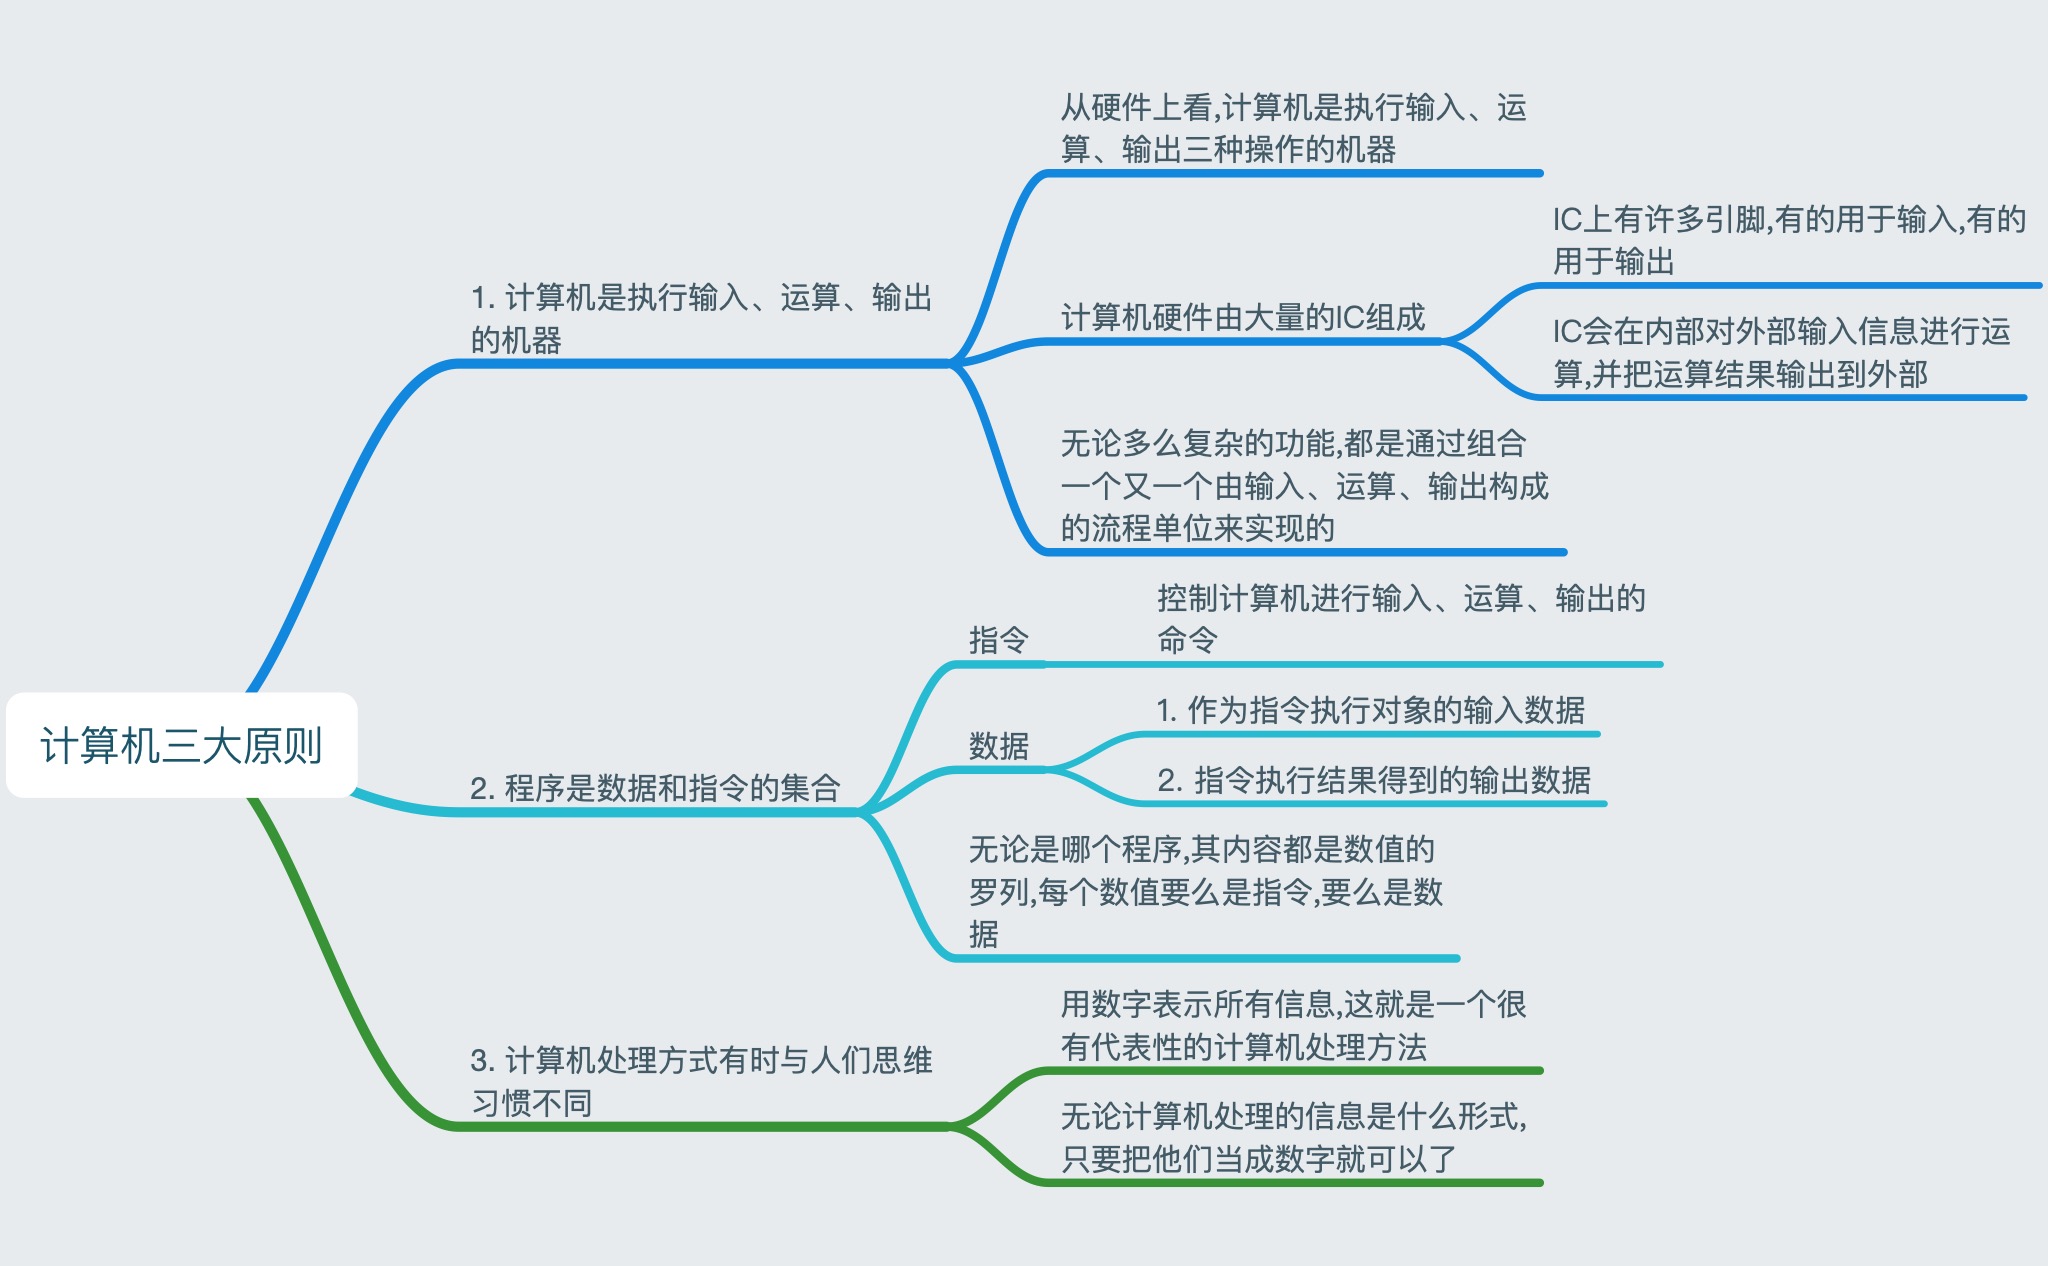 计算机三大原则
1. 计算机是执行输入、运算、输出
的机器
从硬件上看,计算机是执行输入、运
算、输出三种操作的机器
计算机硬件由大量的IC组成
IC上有许多引脚,有的用于输入,有的
用于输出
IC会在内部对外部输入信息进行运
算,并把运算结果输出到外部
无论多么复杂的功能,都是通过组合
一个又一个由输入、运算、输出构成
的流程单位来实现的
2. 程序是数据和指令的集合
指令
控制计算机进行输入、运算、输出的
命令
数据
1. 作为指令执行对象的输入数据
2. 指令执行结果得到的输出数据
无论是哪个程序,其内容都是数值的
罗列,每个数值要么是指令,要么是数
据
3. 计算机处理方式有时与人们思维
习惯不同
用数字表示所有信息,这就是一个很
有代表性的计算机处理方法
无论计算机处理的信息是什么形式,
只要把他们当成数字就可以了